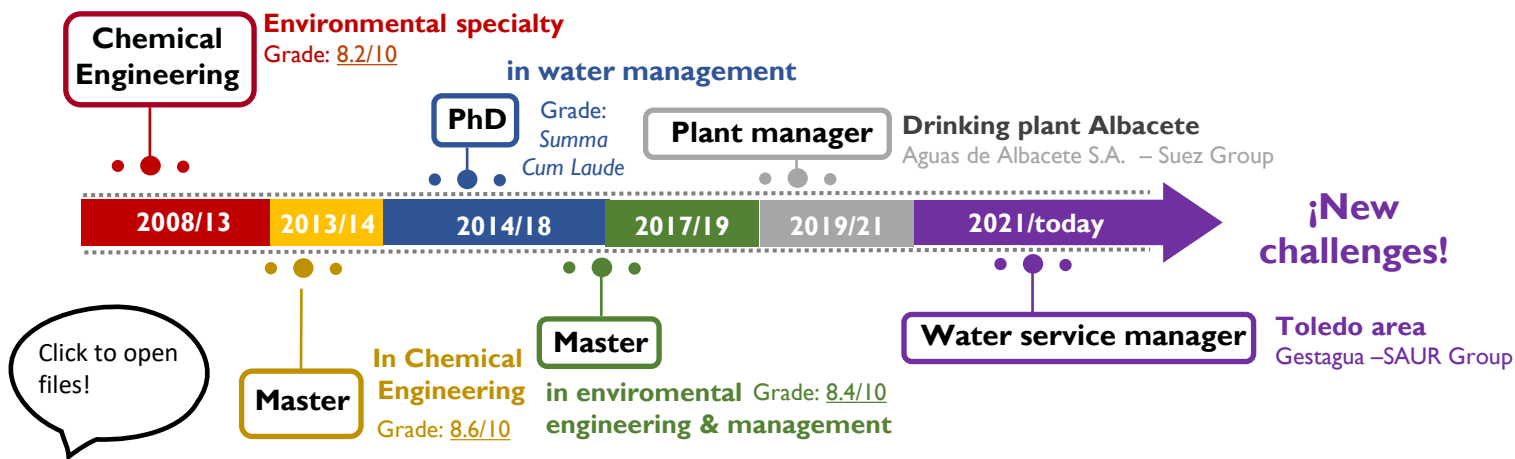 Chemical
Engineering
Environmental specialty
Grade: 8.2/10
in water management
PhD
Grade:
Summa
Cum Laude
Plant manager
Drinking plant Albacete
Aguas de Albacete S.A. – Suez Group
2008/13
2013/14
2014/18
2017/19
2019/21
2021/today
¡New
challenges!
Click to open
files!
Master
In Chemical
Engineering
Grade: 8.6/10
Master
in enviromental Grade: 8.4/10
engineering & management
Water service manager
Toledo area
Gestagua –SAUR Group